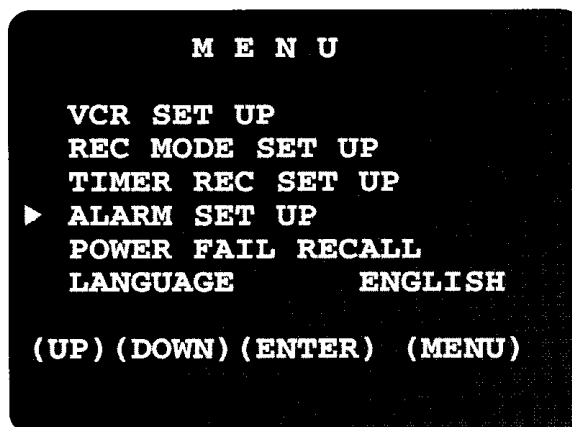 M E N U
VCR SET UP
REC MODE SET UP
TIMER REC SET UP
▶ ALARM SET UP
POWER FAIL RECALL
LANGUAGE ENGLISH
(UP)(DOWN)(ENTER) (MENU)